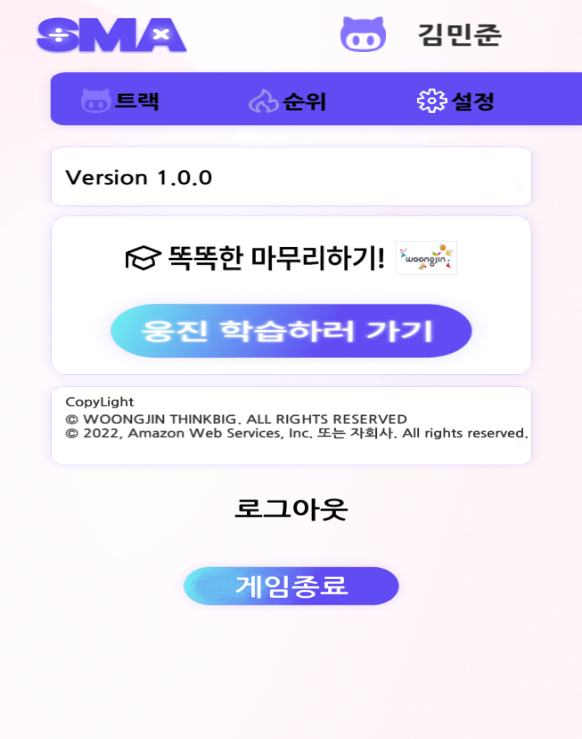 SMA
김민준
트랙 순위 설정
Version 1.0.0
똑똑한 마무리하기! woongjin
웅진 학습하러 가기
CopyLight
© WOONGJIN THINKBIG. ALL RIGHTS RESERVED
© 2022, Amazon Web Services, Inc. 또는 자회사. All rights reserved.
로그아웃
게임종료